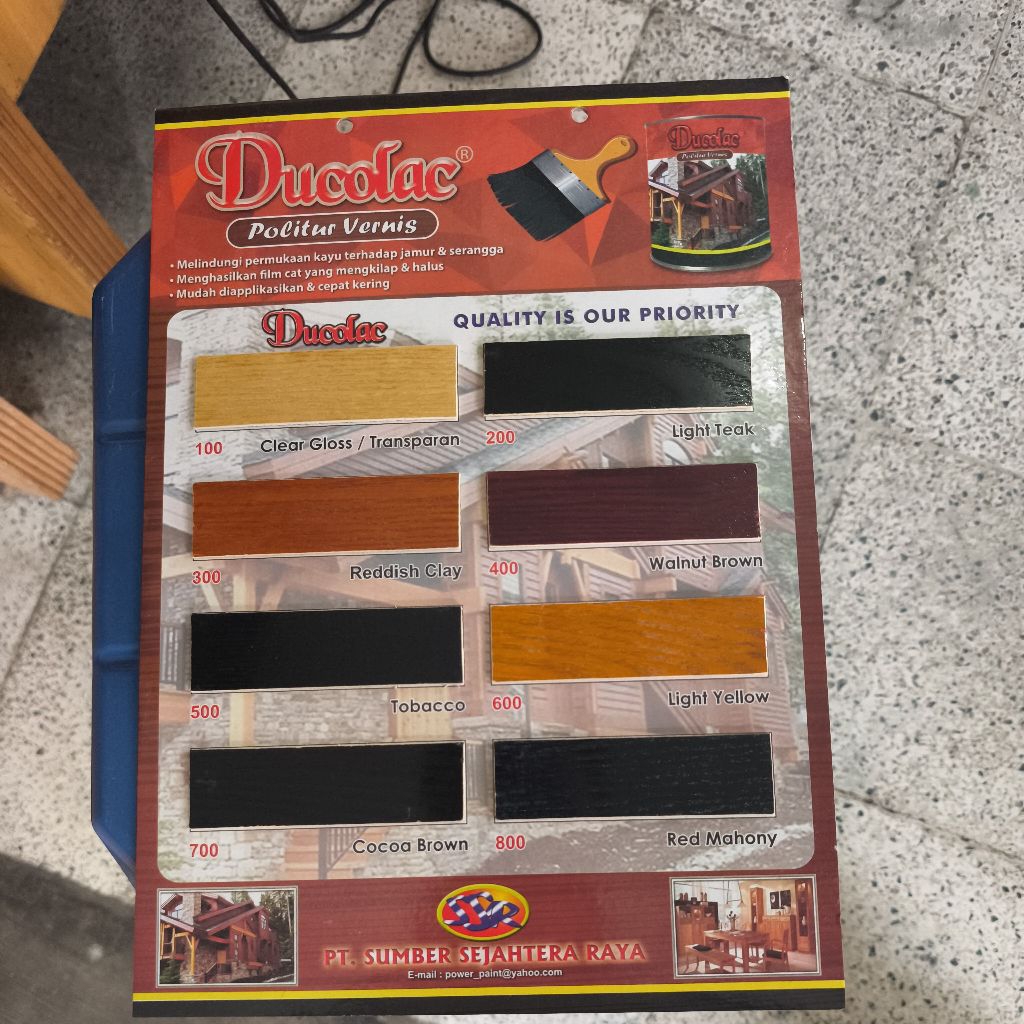 Ducolac®
Politur Vernis
• Melindungi permukaan kayu terhadap jamur & serangga
• Menghasilkan film cat yang mengkilap & halus
• Mudah diapplikasikan & cepat kering
Ducolac
Politur Vernis
Ducolac
QUALITY IS OUR PRIORITY
100 Clear Gloss / Transparan
200 Light Teak
300 Reddish Clay
400 Walnut Brown
500 Tobacco
600 Light Yellow
700 Cocoa Brown
800 Red Mahony
SSR
PT. SUMBER SEJAHTERA RAYA
E-mail : power_paint@yahoo.com